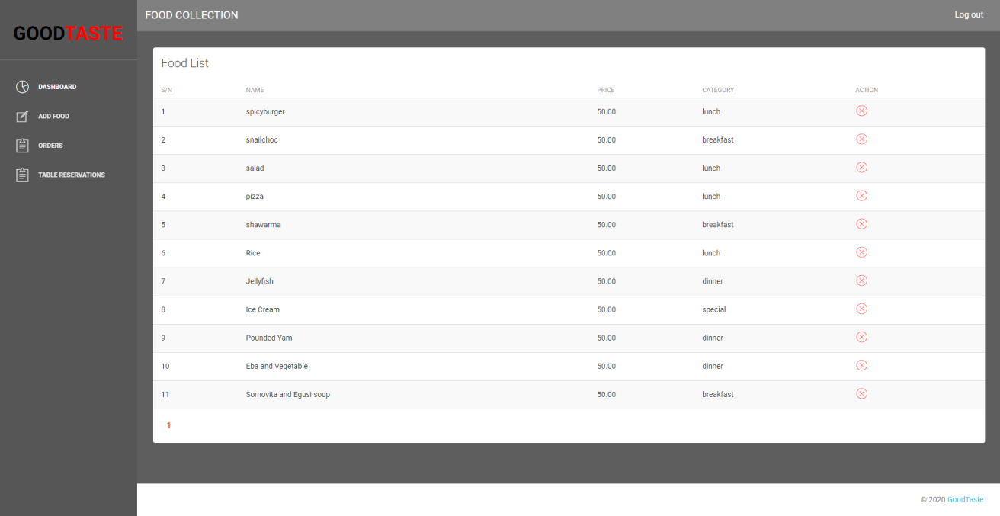 GOODTASTE
DASHBOARD
ADD FOOD
ORDERS
TABLE RESERVATIONS
FOOD COLLECTION
Log out
Food List
S/N NAME PRICE CATEGORY ACTION
1 spicyburger 50.00 lunch
2 snailchoc 50.00 breakfast
3 salad 50.00 lunch
4 pizza 50.00 lunch
5 shawarma 50.00 breakfast
6 Rice 50.00 lunch
7 Jellyfish 50.00 dinner
8 Ice Cream 50.00 special
9 Pounded Yam 50.00 dinner
10 Eba and Vegetable 50.00 dinner
11 Somovita and Egusi soup 50.00 breakfast
1
© 2020 GoodTaste